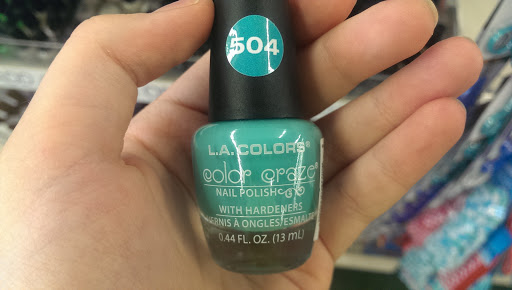 504
L.A. COLORS®
color craze®
NAIL POLISH
WITH HARDENERS
VERNIS À ONGLES/ESMALTE
0.44 FL. OZ. (13 mL)